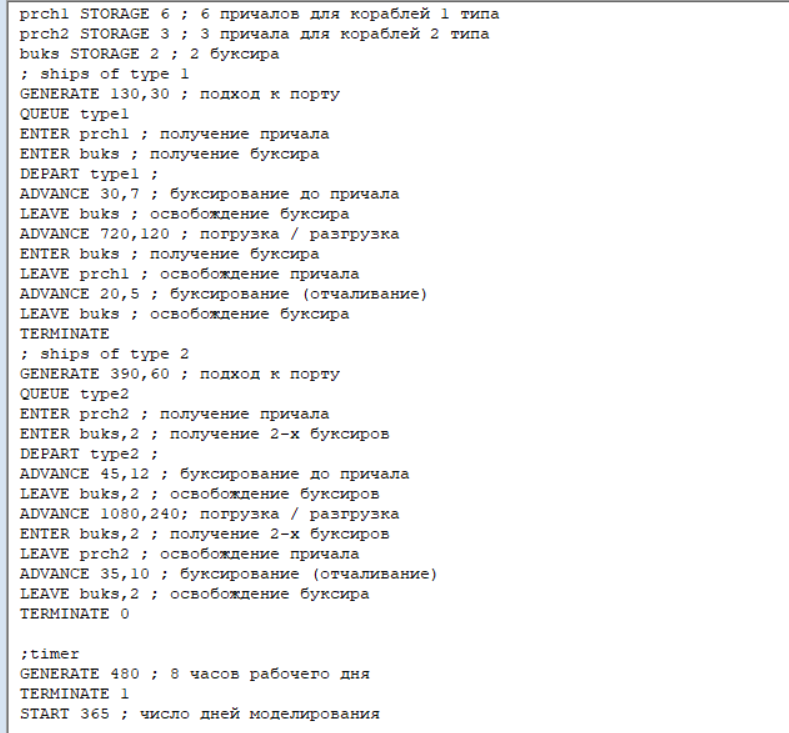 prch1 STORAGE 6 ; 6 причалов для кораблей 1 типа
prch2 STORAGE 3 ; 3 причала для кораблей 2 типа
buks STORAGE 2 ; 2 буксира
; ships of type 1
GENERATE 130,30 ; подход к порту
QUEUE type1
ENTER prch1 ; получение причала
ENTER buks ; получение буксира
DEPART type1 ;
ADVANCE 30,7 ; буксирование до причала
LEAVE buks ; освобождение буксира
ADVANCE 720,120 ; погрузка / разгрузка
ENTER buks ; получение буксира
LEAVE prch1 ; освобождение причала
ADVANCE 20,5 ; буксирование (отчаливание)
LEAVE buks ; освобождение буксира
TERMINATE
; ships of type 2
GENERATE 390,60 ; подход к порту
QUEUE type2
ENTER prch2 ; получение причала
ENTER buks,2 ; получение 2-х буксиров
DEPART type2 ;
ADVANCE 45,12 ; буксирование до причала
LEAVE buks,2 ; освобождение буксиров
ADVANCE 1080,240; погрузка / разгрузка
ENTER buks,2 ; получение 2-х буксиров
LEAVE prch2 ; освобождение причала
ADVANCE 35,10 ; буксирование (отчаливание)
LEAVE buks,2 ; освобождение буксира
TERMINATE 0
;timer
GENERATE 480 ; 8 часов рабочего дня
TERMINATE 1
START 365 ; число дней моделирования